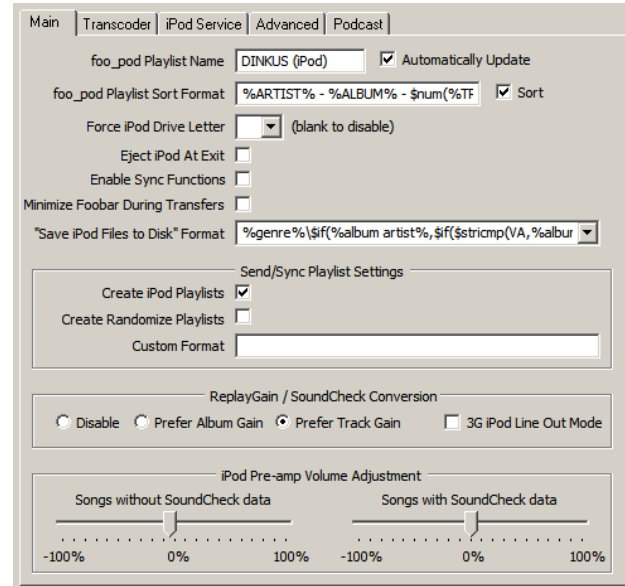 Main Transcoder iPod Service Advanced Podcast
foo_pod Playlist Name DINKUS (iPod) Automatically Update
foo_pod Playlist Sort Format %ARTIST% - %ALBUM% - $num(%TF Sort
Force iPod Drive Letter (blank to disable)
Eject iPod At Exit
Enable Sync Functions
Minimize Foobar During Transfers
"Save iPod Files to Disk" Format %genre%\$if(%album artist%,$if($stricmp(VA,%albur
Send/Sync Playlist Settings
Create iPod Playlists
Create Randomize Playlists
Custom Format
ReplayGain / SoundCheck Conversion
Disable Prefer Album Gain Prefer Track Gain 3G iPod Line Out Mode
iPod Pre-amp Volume Adjustment
Songs without SoundCheck data Songs with SoundCheck data
-100% 0% 100% -100% 0% 100%